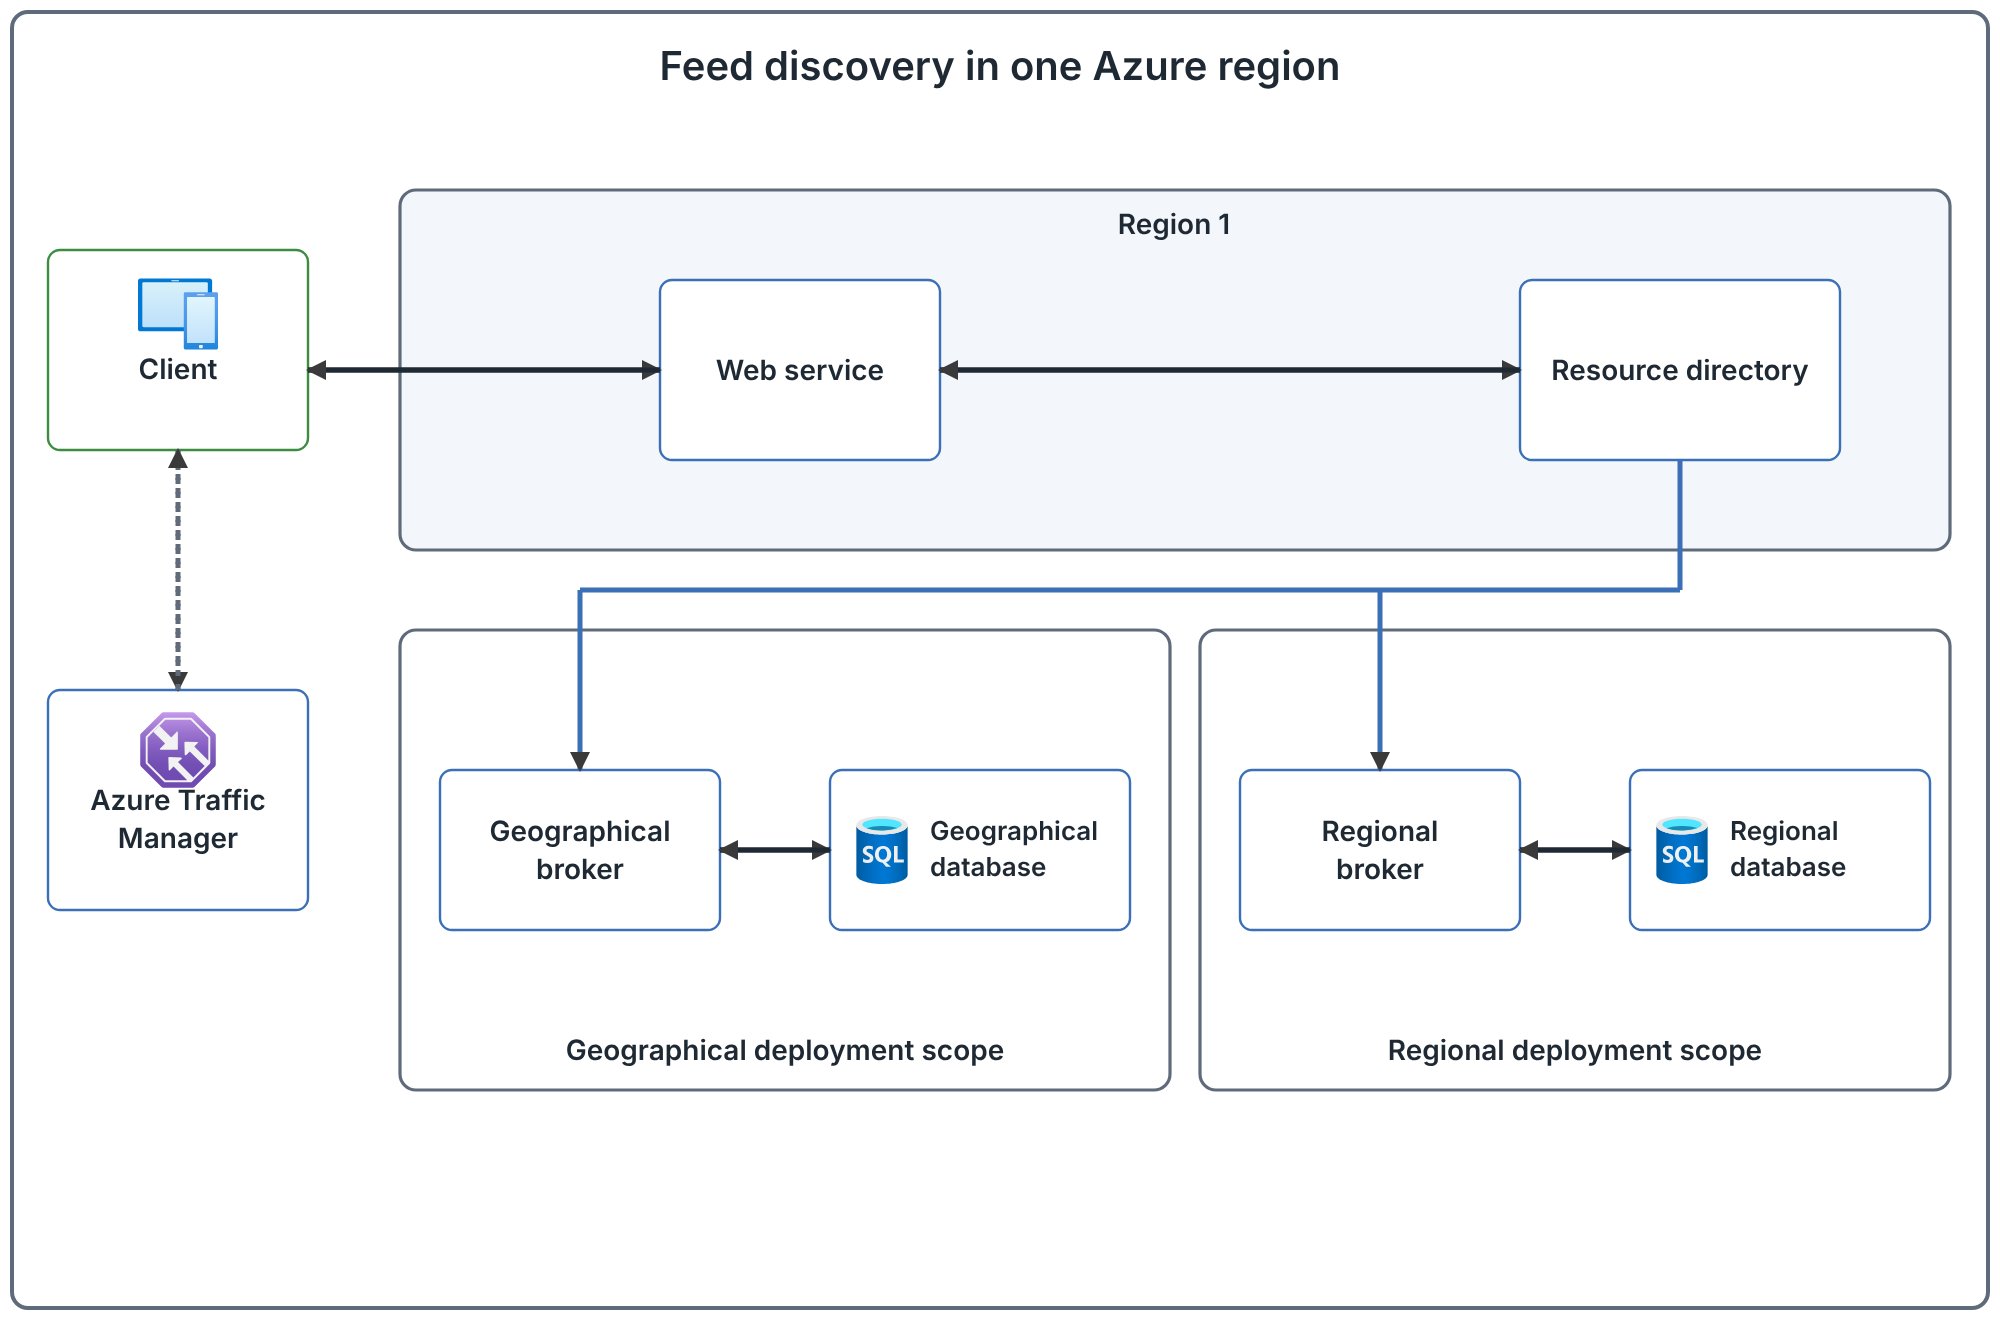 Feed discovery in one Azure region
Region 1
Client
Web service
Resource directory
Azure Traffic
Manager
Geographical
broker
SQL
Geographical
database
Regional
broker
SQL
Regional
database
Geographical deployment scope
Regional deployment scope